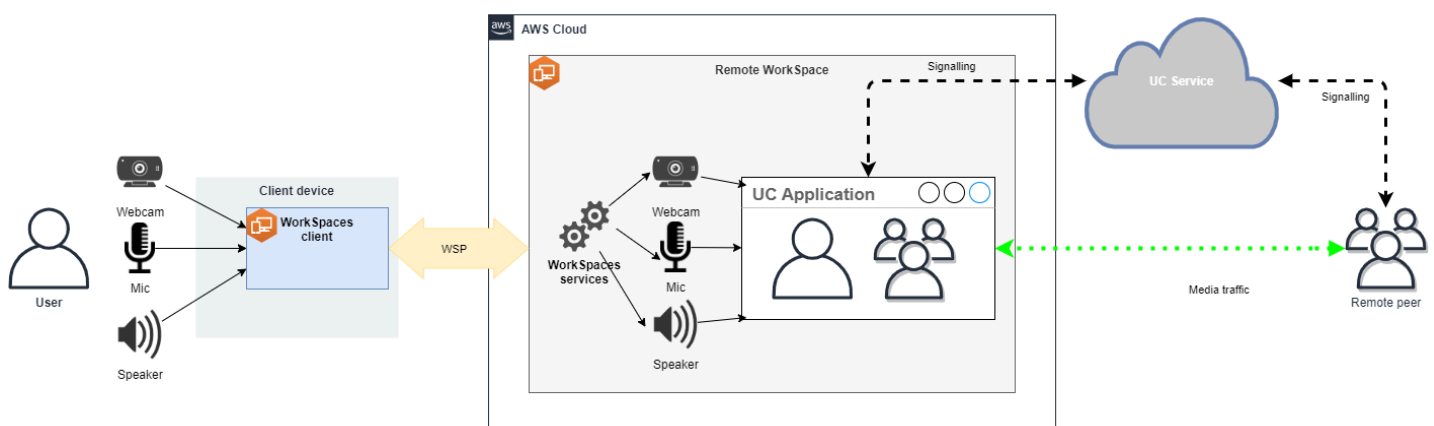 aws
AWS Cloud
Remote WorkSpace
Signalling
UC Service
Signalling
Client device
UC Application
Webcam
WorkSpaces
client
Webcam
WSP
WorkSpaces
services
Mic
Mic
User
Media traffic
Remote peer
Speaker
Speaker